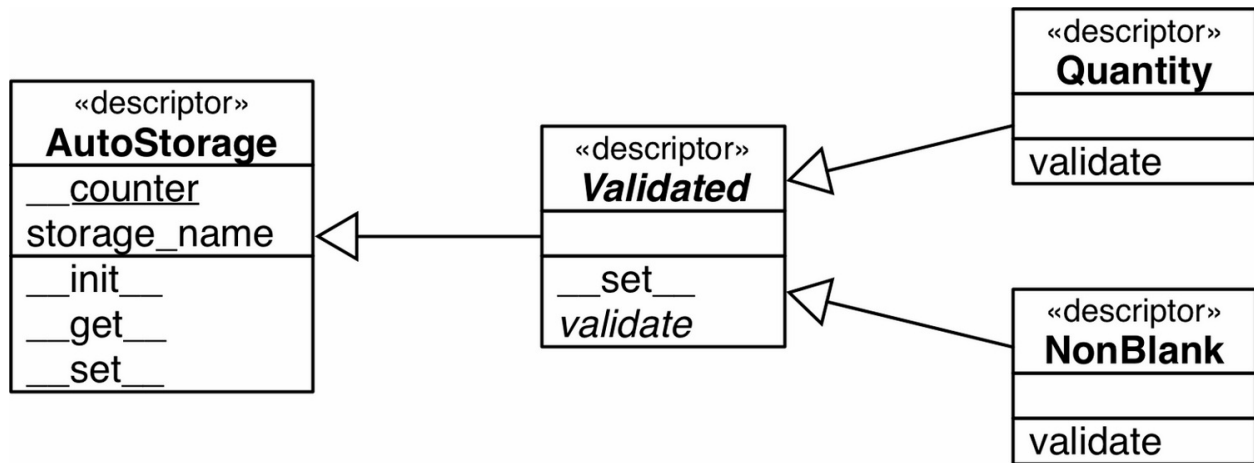 «descriptor»
AutoStorage
__counter
storage_name
__init__
__get__
__set__
«descriptor»
Validated
__set__
validate
«descriptor»
Quantity
validate
«descriptor»
NonBlank
validate